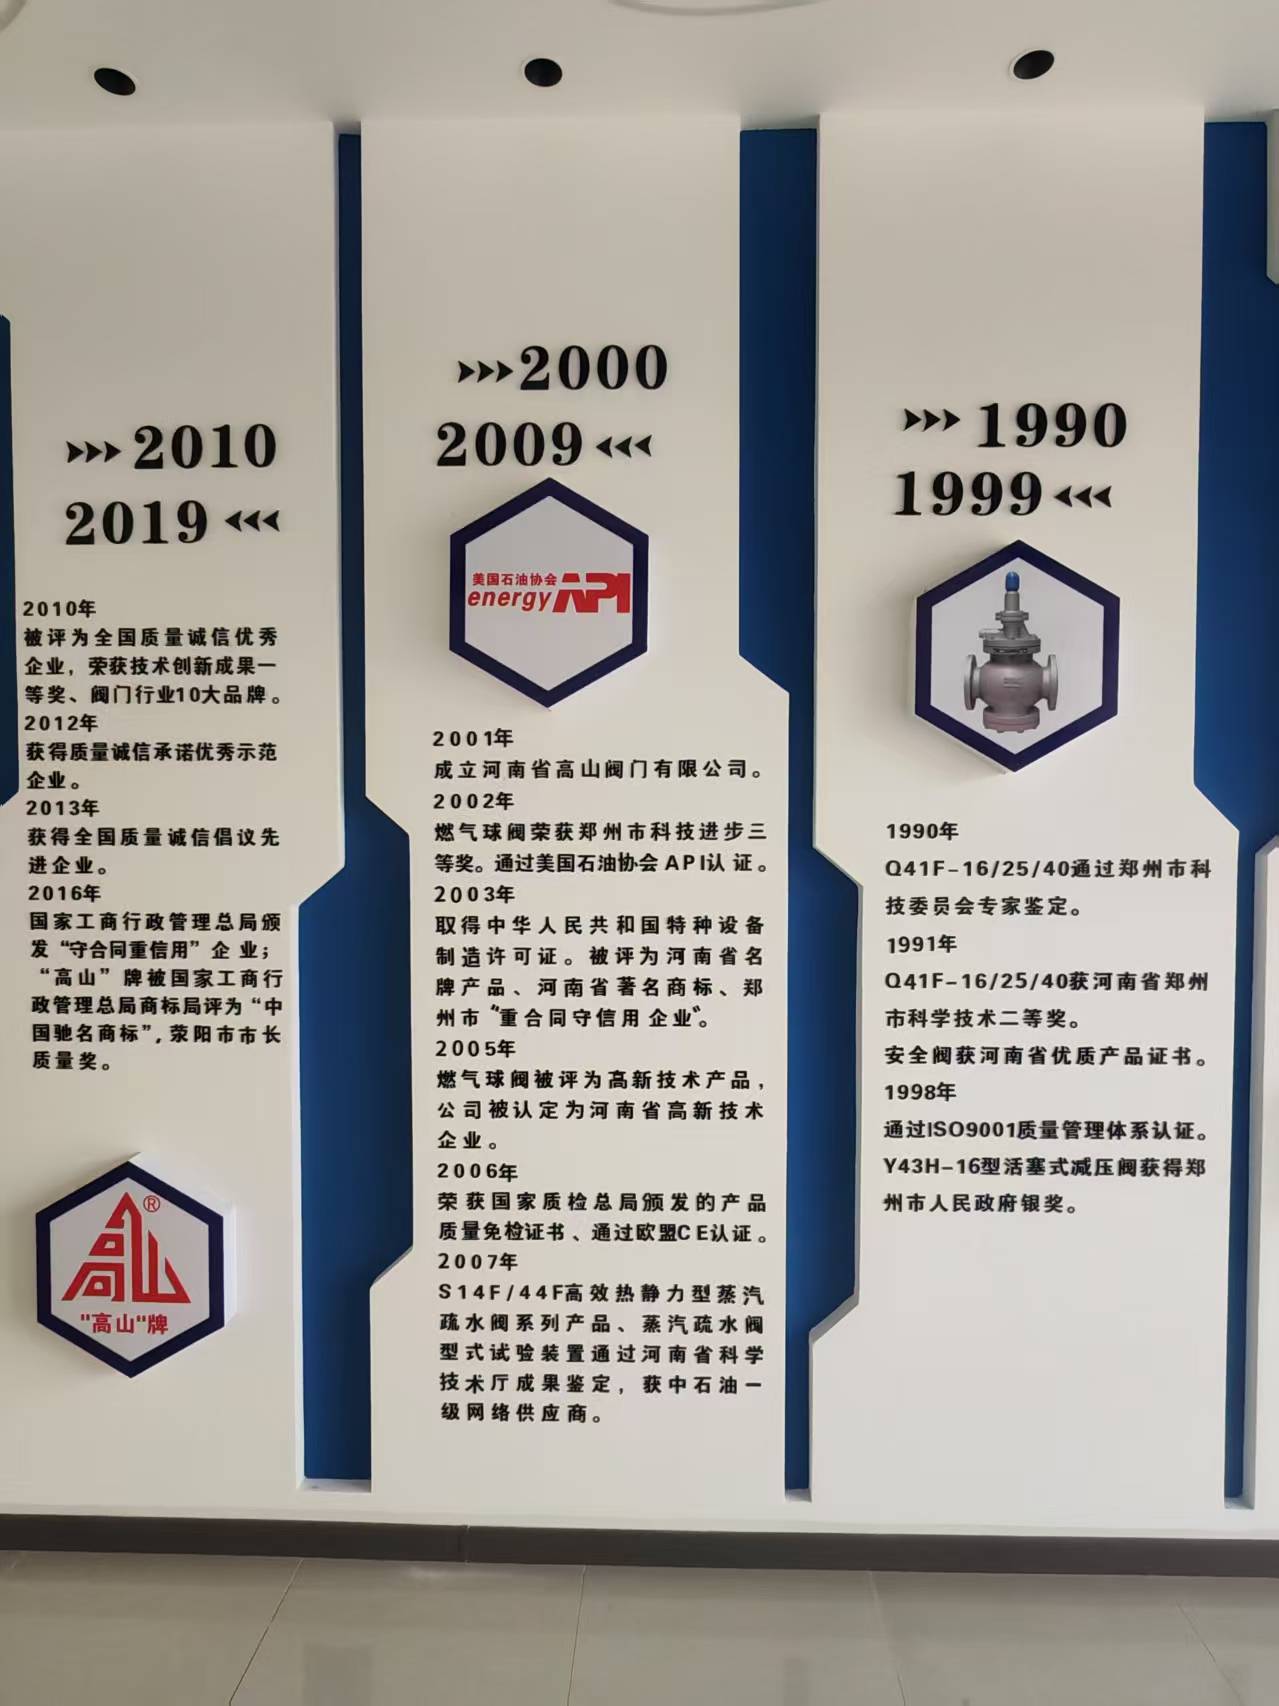 >>>2010
2019<<<
2010年
被评为全国质量诚信优秀
企业，荣获技术创新成果一
等奖、阀门行业10大品牌。
2012年
获得质量诚信承诺优秀示范
企业。
2013年
获得全国质量诚信倡议先
进企业。
2016年
国家工商行政管理总局颁
发“守合同重信用”企业；
“高山”牌被国家工商行
政管理总局商标局评为“中
国驰名商标”,荥阳市市长
质量奖。
高山®
"高山"牌
>>>2000
2009<<<
美国石油协会
energy API
2001年
成立河南省高山阀门有限公司。
2002年
燃气球阀荣获郑州市科技进步三
等奖。通过美国石油协会API认证。
2003年
取得中华人民共和国特种设备
制造许可证。被评为河南省名
牌产品、河南省著名商标、郑
州市〝重合同守信用企业〞。
2005年
燃气球阀被评为高新技术产品，
公司被认定为河南省高新技术
企业。
2006年
荣获国家质检总局颁发的产品
质量免检证书、通过欧盟CE认证。
2007年
S14F/44F高效热静力型蒸汽
疏水阀系列产品、蒸汽疏水阀
型式试验装置通过河南省科学
技术厅成果鉴定，获中石油一
级网络供应商。
>>>1990
1999<<<
1990年
Q41F-16/25/40通过郑州市科
技委员会专家鉴定。
1991年
Q41F-16/25/40获河南省郑州
市科学技术二等奖。
安全阀获河南省优质产品证书。
1998年
通过ISO9001质量管理体系认证。
Y43H-16型活塞式减压阀获得郑
州市人民政府银奖。